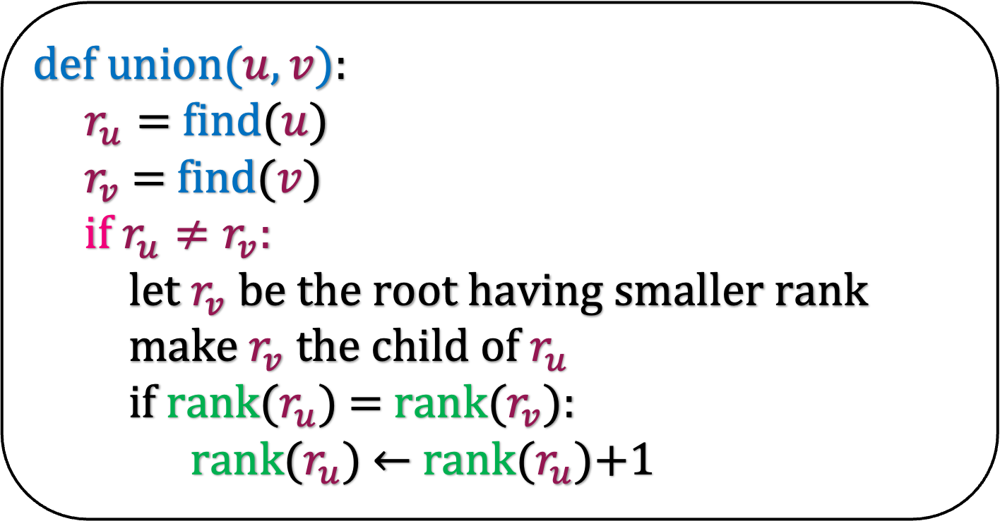 def union(u, v):
r_u = find(u)
r_v = find(v)
if r_u ≠ r_v:
let r_v be the root having smaller rank
make r_v the child of r_u
if rank(r_u) = rank(r_v):
rank(r_u) ← rank(r_u)+1